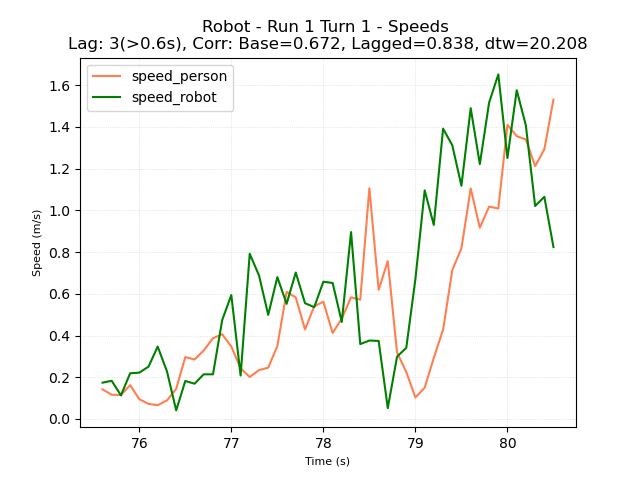 Robot - Run 1 Turn 1 - Speeds
Lag: 3(>0.6s), Corr: Base=0.672, Lagged=0.838, dtw=20.208
speed_person
speed_robot
1.6
1.4
1.2
1.0
0.8
0.6
0.4
0.2
0.0
Speed (m/s)
76 77 78 79 80
Time (s)